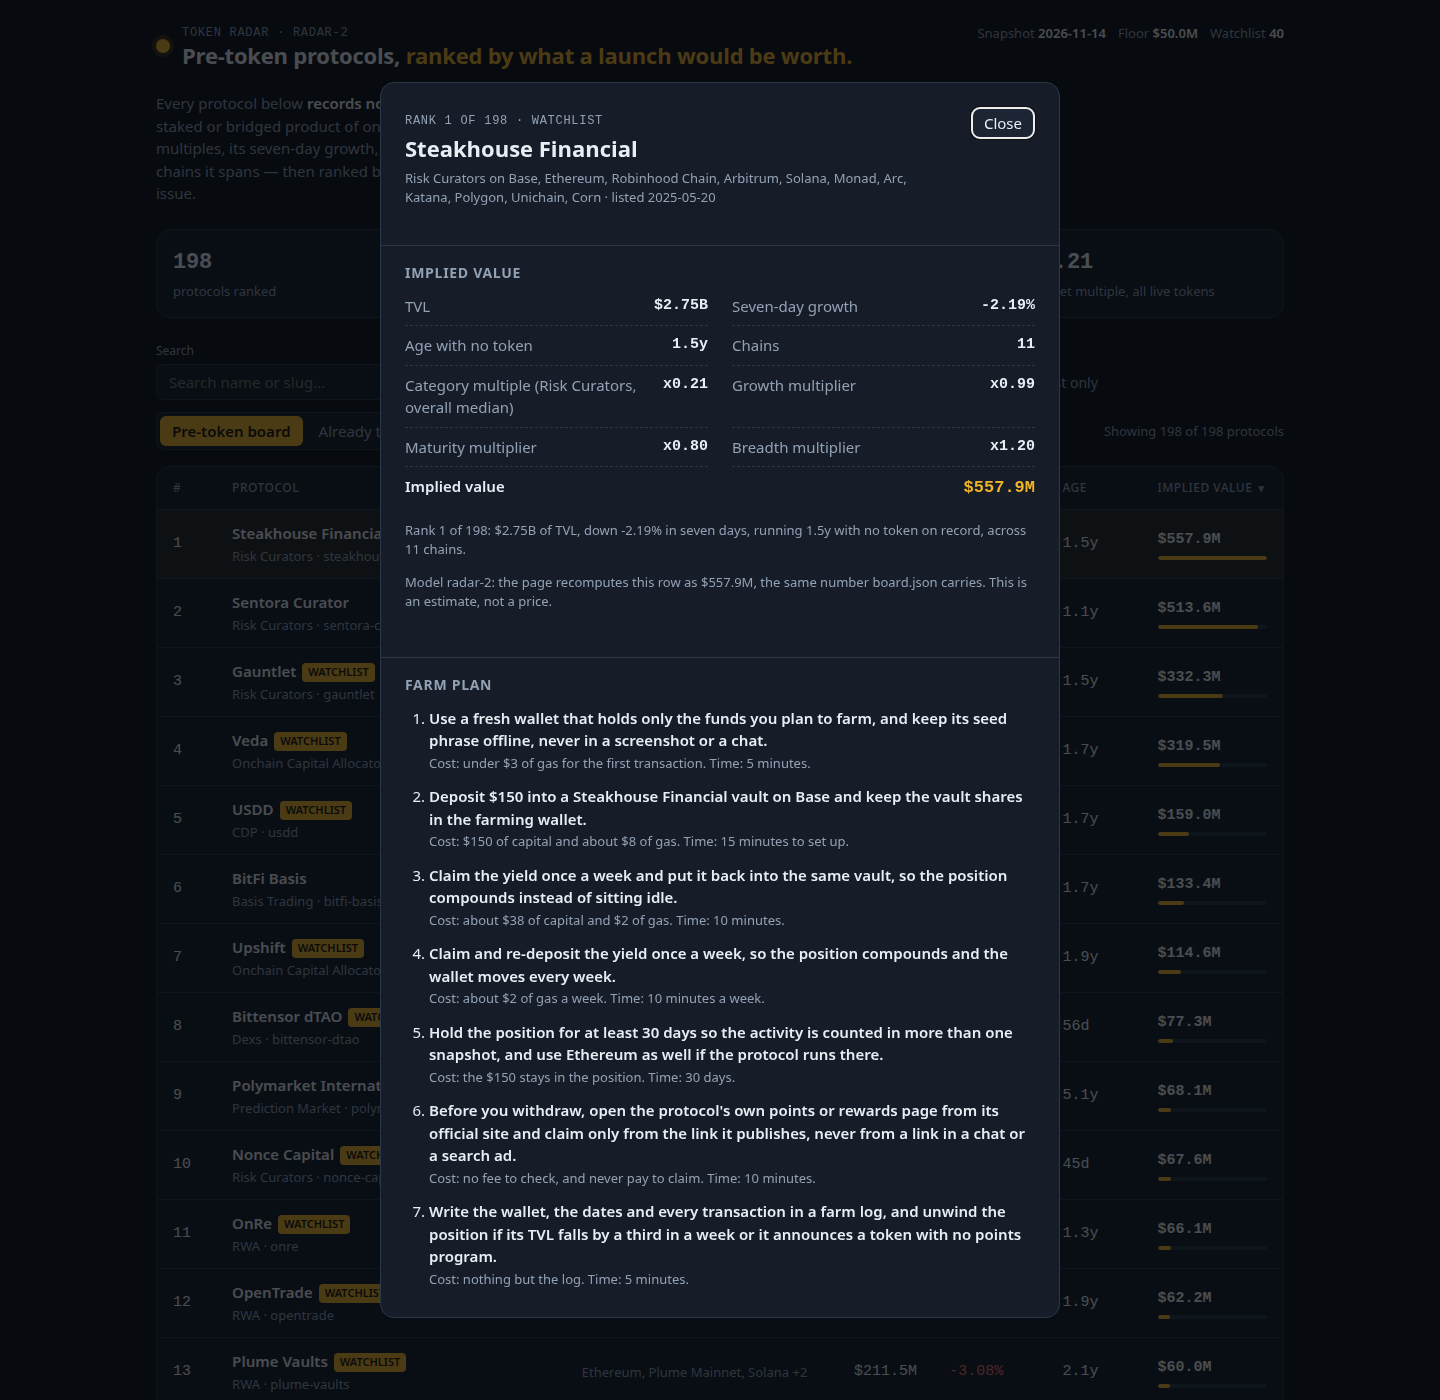 TOKEN RADAR · RADAR-2
Pre-token protocols, ranked by what a launch would be worth.
Snapshot 2026-11-14 Floor $50.0M Watchlist 40
Every protocol below records no
staked or bridged product of on
multiples, its seven-day growth,
chains it spans — then ranked b
issue.
198
protocols ranked
.21
et multiple, all live tokens
Search
Search name or slug...
t only
Pre-token board
Already t
Showing 198 of 198 protocols
# PROTOCOL AGE IMPLIED VALUE ▼
1 Steakhouse Financia 1.5y $557.9M
Risk Curators · steakhou
2 Sentora Curator 1.1y $513.6M
Risk Curators · sentora-c
3 Gauntlet WATCHLIST 1.5y $332.3M
Risk Curators · gauntlet
4 Veda WATCHLIST 1.7y $319.5M
Onchain Capital Allocato
5 USDD WATCHLIST 1.7y $159.0M
CDP · usdd
6 BitFi Basis 1.7y $133.4M
Basis Trading · bitfi-basis
7 Upshift WATCHLIST 1.9y $114.6M
Onchain Capital Allocato
8 Bittensor dTAO WATC 56d $77.3M
Dexs · bittensor-dtao
9 Polymarket Internat 5.1y $68.1M
Prediction Market · polyn
10 Nonce Capital WATCH 45d $67.6M
Risk Curators · nonce-cap
11 OnRe WATCHLIST 1.3y $66.1M
RWA · onre
12 OpenTrade WATCHLIS 1.9y $62.2M
RWA · opentrade
13 Plume Vaults WATCHLIST Ethereum, Plume Mainnet, Solana +2 $211.5M -3.08% 2.1y $60.0M
RWA · plume-vaults
RANK 1 OF 198 · WATCHLIST
Close
Steakhouse Financial
Risk Curators on Base, Ethereum, Robinhood Chain, Arbitrum, Solana, Monad, Arc,
Katana, Polygon, Unichain, Corn · listed 2025-05-20
IMPLIED VALUE
TVL $2.75B Seven-day growth -2.19%
Age with no token 1.5y Chains 11
Category multiple (Risk Curators, x0.21 Growth multiplier x0.99
overall median)
Maturity multiplier x0.80 Breadth multiplier x1.20
Implied value $557.9M
Rank 1 of 198: $2.75B of TVL, down -2.19% in seven days, running 1.5y with no token on record, across
11 chains.
Model radar-2: the page recomputes this row as $557.9M, the same number board.json carries. This is
an estimate, not a price.
FARM PLAN
1. Use a fresh wallet that holds only the funds you plan to farm, and keep its seed
phrase offline, never in a screenshot or a chat.
Cost: under $3 of gas for the first transaction. Time: 5 minutes.
2. Deposit $150 into a Steakhouse Financial vault on Base and keep the vault shares
in the farming wallet.
Cost: $150 of capital and about $8 of gas. Time: 15 minutes to set up.
3. Claim the yield once a week and put it back into the same vault, so the position
compounds instead of sitting idle.
Cost: about $38 of capital and $2 of gas. Time: 10 minutes.
4. Claim and re-deposit the yield once a week, so the position compounds and the
wallet moves every week.
Cost: about $2 of gas a week. Time: 10 minutes a week.
5. Hold the position for at least 30 days so the activity is counted in more than one
snapshot, and use Ethereum as well if the protocol runs there.
Cost: the $150 stays in the position. Time: 30 days.
6. Before you withdraw, open the protocol's own points or rewards page from its
official site and claim only from the link it publishes, never from a link in a chat or
a search ad.
Cost: no fee to check, and never pay to claim. Time: 10 minutes.
7. Write the wallet, the dates and every transaction in a farm log, and unwind the
position if its TVL falls by a third in a week or it announces a token with no points
program.
Cost: nothing but the log. Time: 5 minutes.